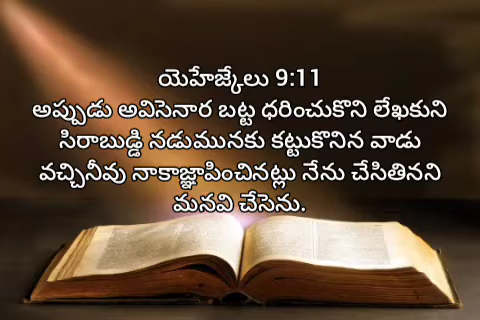 యెహేజ్కేలు 9:11
అప్పుడు అవిసెనార బట్ట ధరించుకొని లేఖకుని
సిరాబుడ్డి నడుమునకు కట్టుకొనిన వాడు
వచ్చినీవు నాకాజ్ఞాపించినట్లు నేను చేసితినని
మనవి చేసెను.